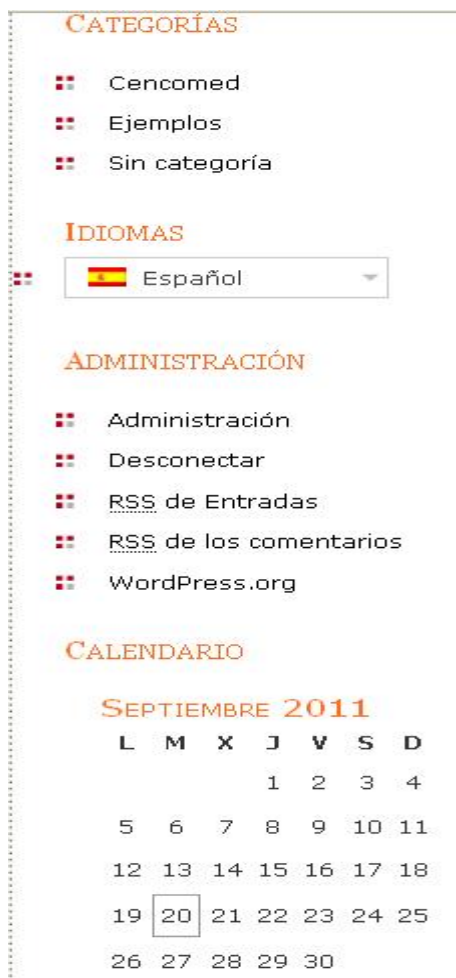 Categorías
Cencomed
Ejemplos
Sin categoría
Idiomas
Español
Administración
Administración
Desconectar
RSS de Entradas
RSS de los comentarios
WordPress.org
Calendario
Septiembre 2011
L M X J V S D
1 2 3 4
5 6 7 8 9 10 11
12 13 14 15 16 17 18
19 20 21 22 23 24 25
26 27 28 29 30